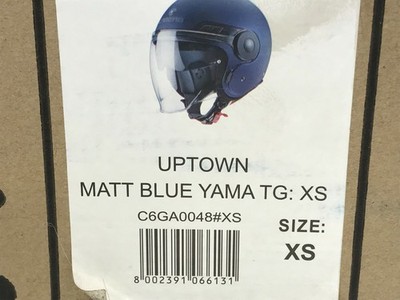 UPTOWN
MATT BLUE YAMA TG: XS
C6GA0048#XS
SIZE:
XS
8 002391 066131